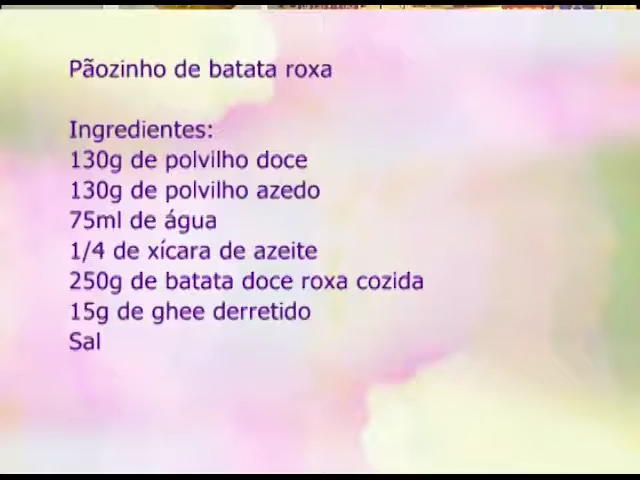 Pãozinho de batata roxa
Ingredientes:
130g de polvilho doce
130g de polvilho azedo
75ml de água
1/4 de xícara de azeite
250g de batata doce roxa cozida
15g de ghee derretido
Sal